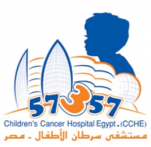 57357
Children's Cancer Hospital Egypt.(CCHE)
مستشفى سرطان الأطفال - مصر